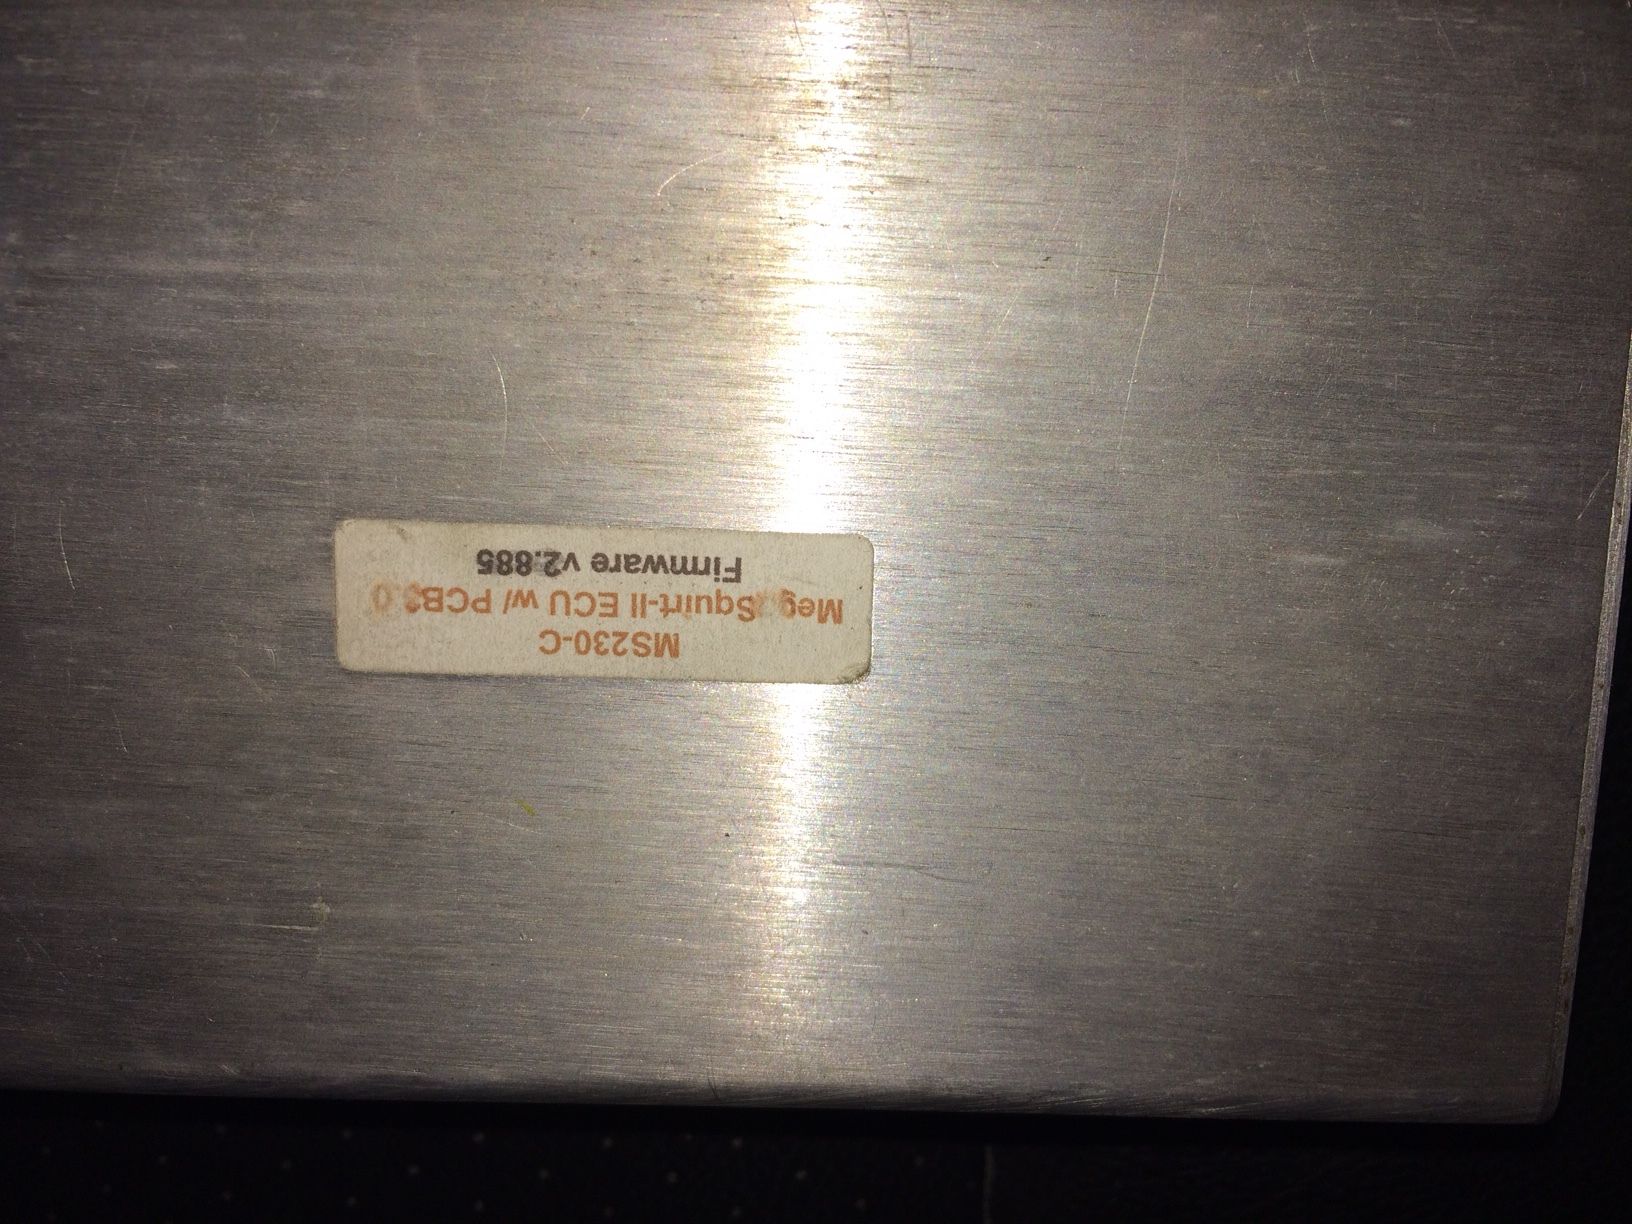 MS230-C
MegaSquirt-II ECU w/ PCB3.0
Firmware v2.885